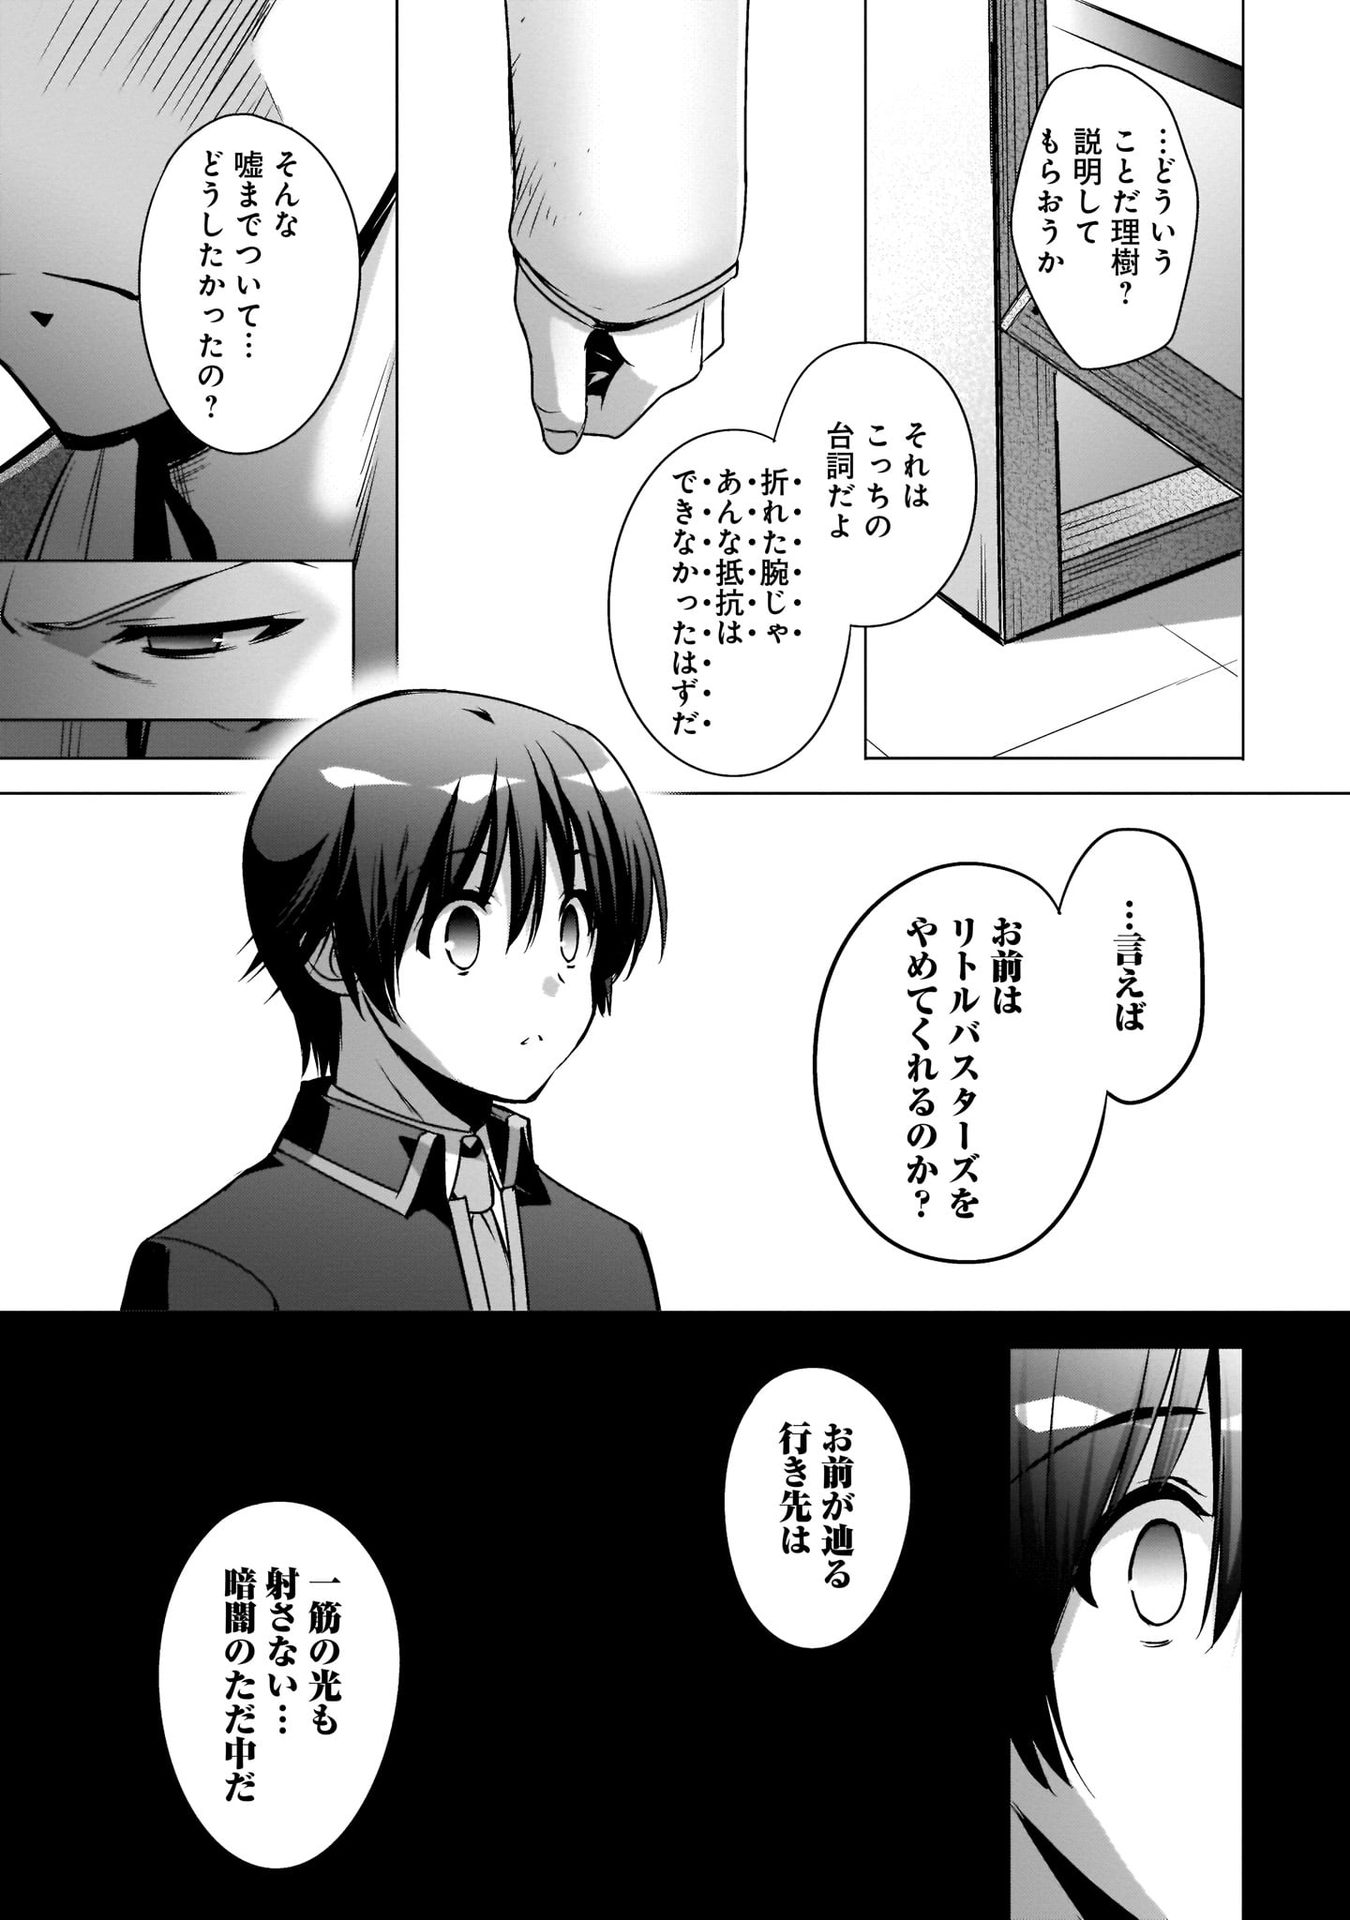 …どういう
ことだ理樹?
説明して
もらおうか
それは
こっちの
台詞だよ
折れた腕じゃ
あんな抵抗は
できなかったはずだ
そんな
嘘までついて…
どうしたかったの?
…言えば
お前は
リトルバスターズを
やめてくれるのか?
お前が辿る
行き先は
一筋の光も
射さない…
暗闇のただ中だ